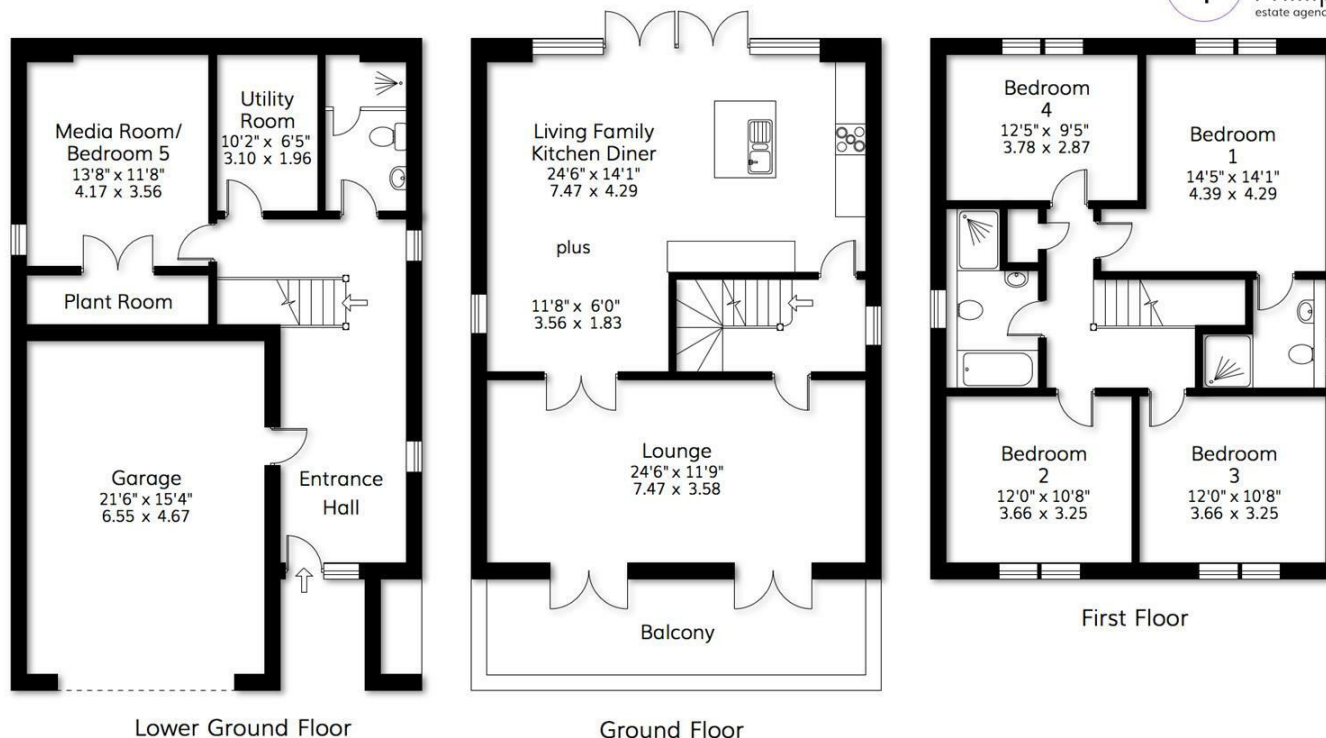 estate agen
Media Room/
Bedroom 5
13'8" x 11'8"
4.17 x 3.56
Utility
Room
10'2" x 6'5"
3.10 x 1.96
Plant Room
Garage
21'6" x 15'4"
6.55 x 4.67
Entrance
Hall
Lower Ground Floor
Living Family
Kitchen Diner
24'6" x 14'1"
7.47 x 4.29
plus
11'8" x 6'0"
3.56 x 1.83
Lounge
24'6" x 11'9"
7.47 x 3.58
Balcony
Ground Floor
Bedroom
4
12'5" x 9'5"
3.78 x 2.87
Bedroom
1
14'5" x 14'1"
4.39 x 4.29
Bedroom
2
12'0" x 10'8"
3.66 x 3.25
Bedroom
3
12'0" x 10'8"
3.66 x 3.25
First Floor